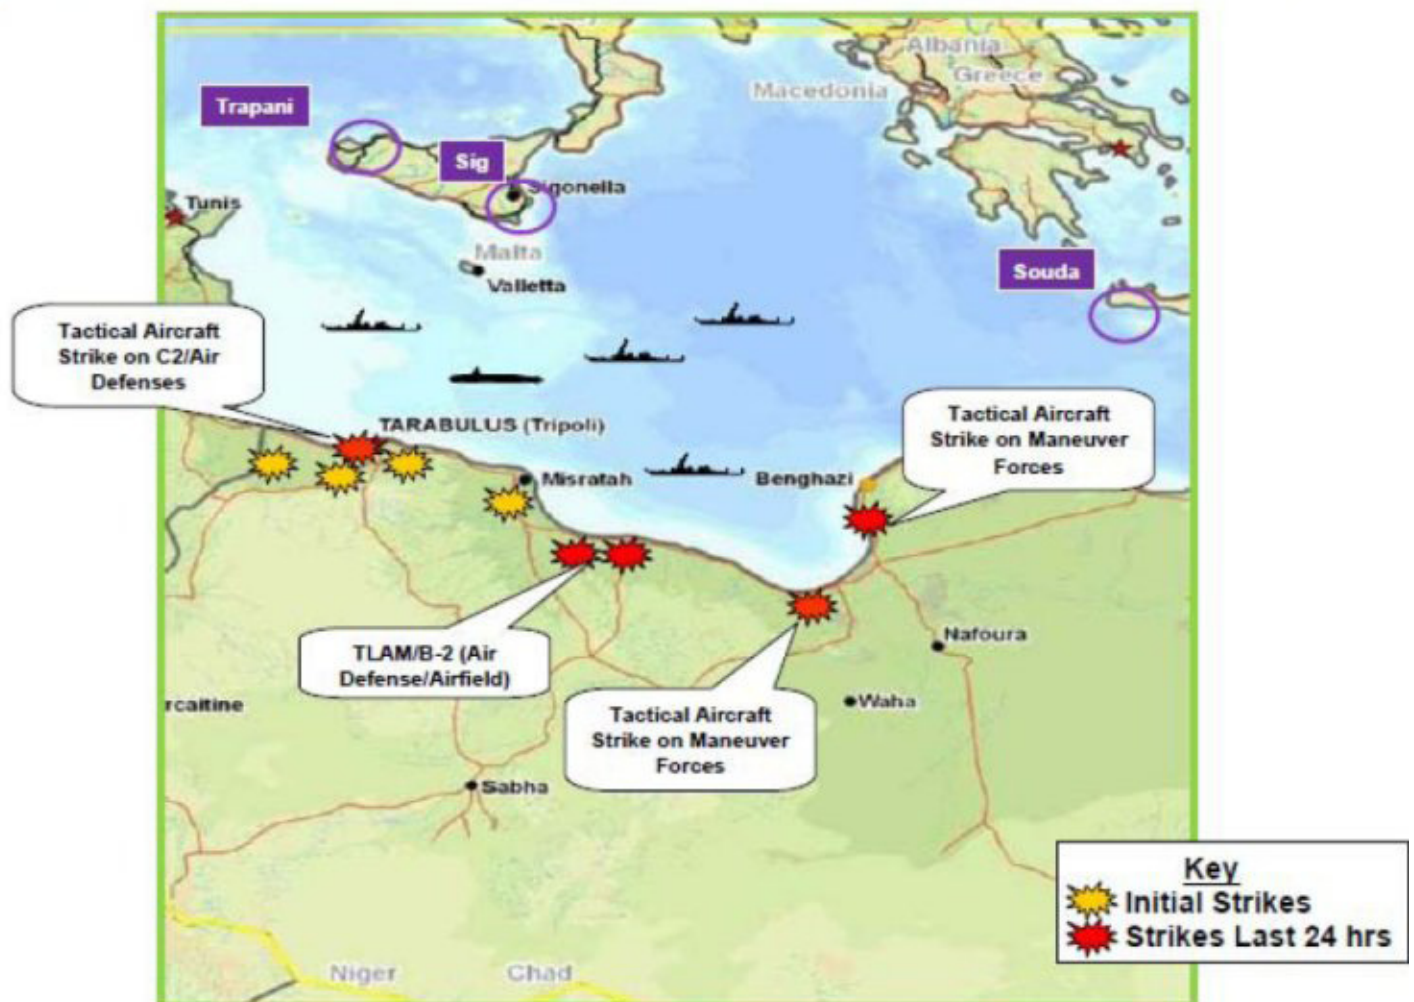 Albania
Greece
Macedonia
Trapani
Sig
Sigonella
Tunis
Malta
Valletta
Souda
Tactical Aircraft
Strike on C2/Air
Defenses
TARABULUS (Tripoli)
Misratah
Benghazi
Tactical Aircraft
Strike on Maneuver
Forces
TLAM/B-2 (Air
Defense/Airfield)
Nafoura
Waha
rcaitine
Tactical Aircraft
Strike on Maneuver
Forces
Sabha
Key
Initial Strikes
Strikes Last 24 hrs
Niger
Chad